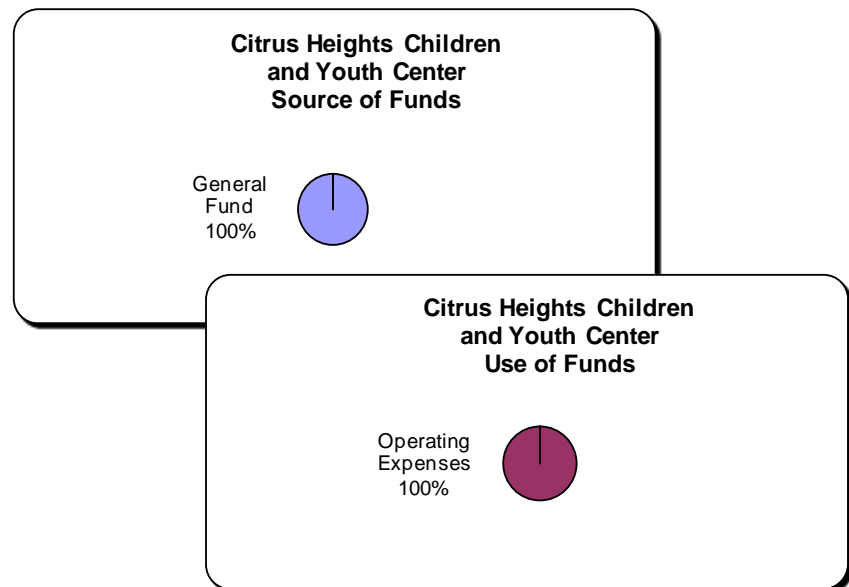 Citrus Heights Children
and Youth Center
Source of Funds
General
Fund
100%
Citrus Heights Children
and Youth Center
Use of Funds
Operating
Expenses
100%